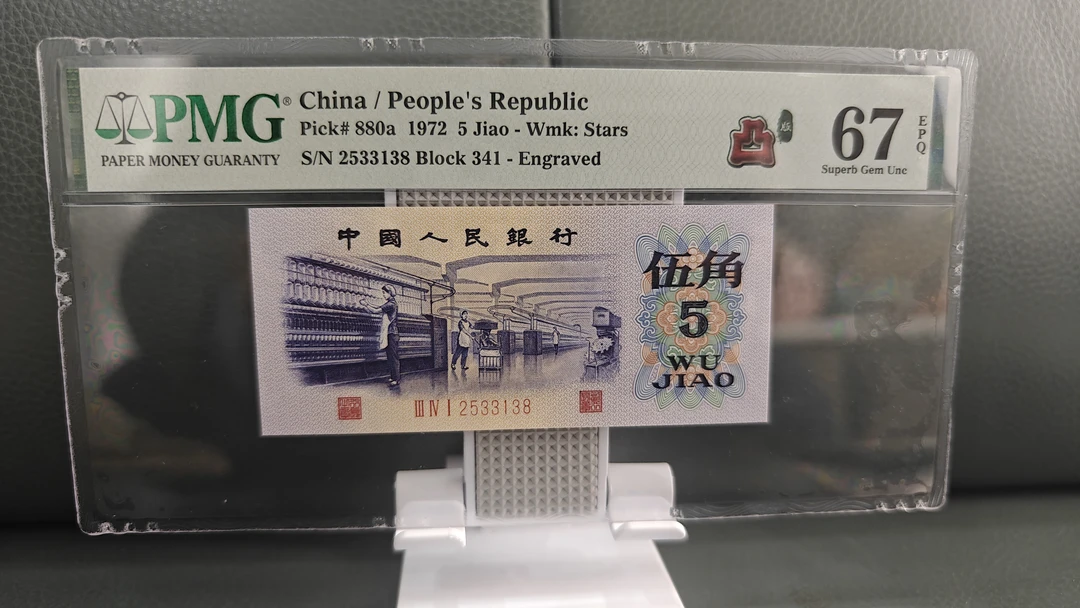 PMG®
PAPER MONEY GUARANTY
China / People's Republic
Pick# 880a 1972 5 Jiao - Wmk: Stars
S/N 2533138 Block 341 - Engraved
凸版
67 EPQ
Superb Gem Unc
中國人民銀行
伍角
5
WU
JIAO
III IV I 2533138